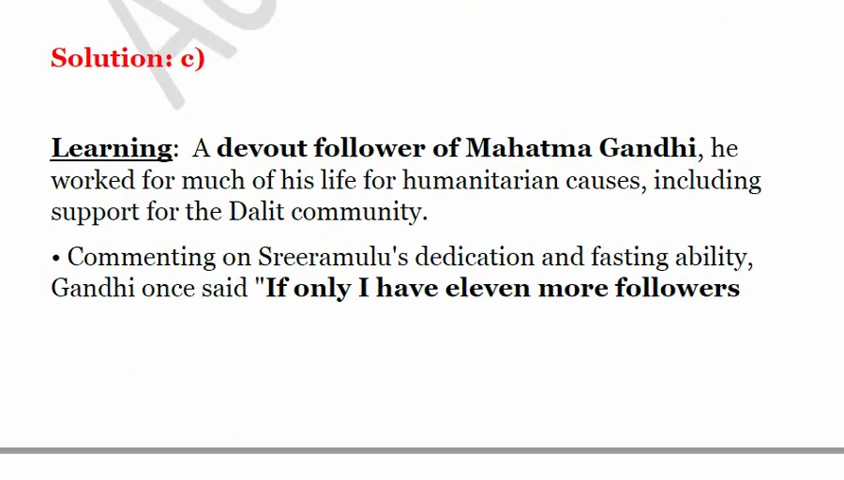 Solution: c)
Learning: A devout follower of Mahatma Gandhi, he
worked for much of his life for humanitarian causes, including
support for the Dalit community.
• Commenting on Sreeramulu's dedication and fasting ability,
Gandhi once said "If only I have eleven more followers